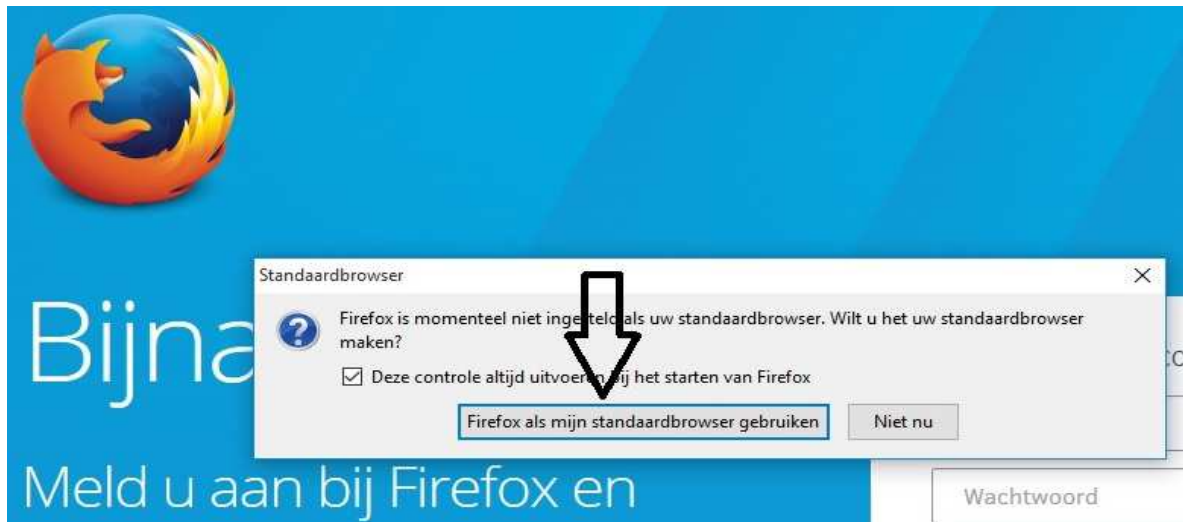 Standaardbrowser
Firefox is momenteel niet ingesteld als uw standaardbrowser. Wilt u het uw standaardbrowser
maken?
Deze controle altijd uitvoeren bij het starten van Firefox
Firefox als mijn standaardbrowser gebruiken
Niet nu
Bijna
Meld u aan bij Firefox en
Wachtwoord